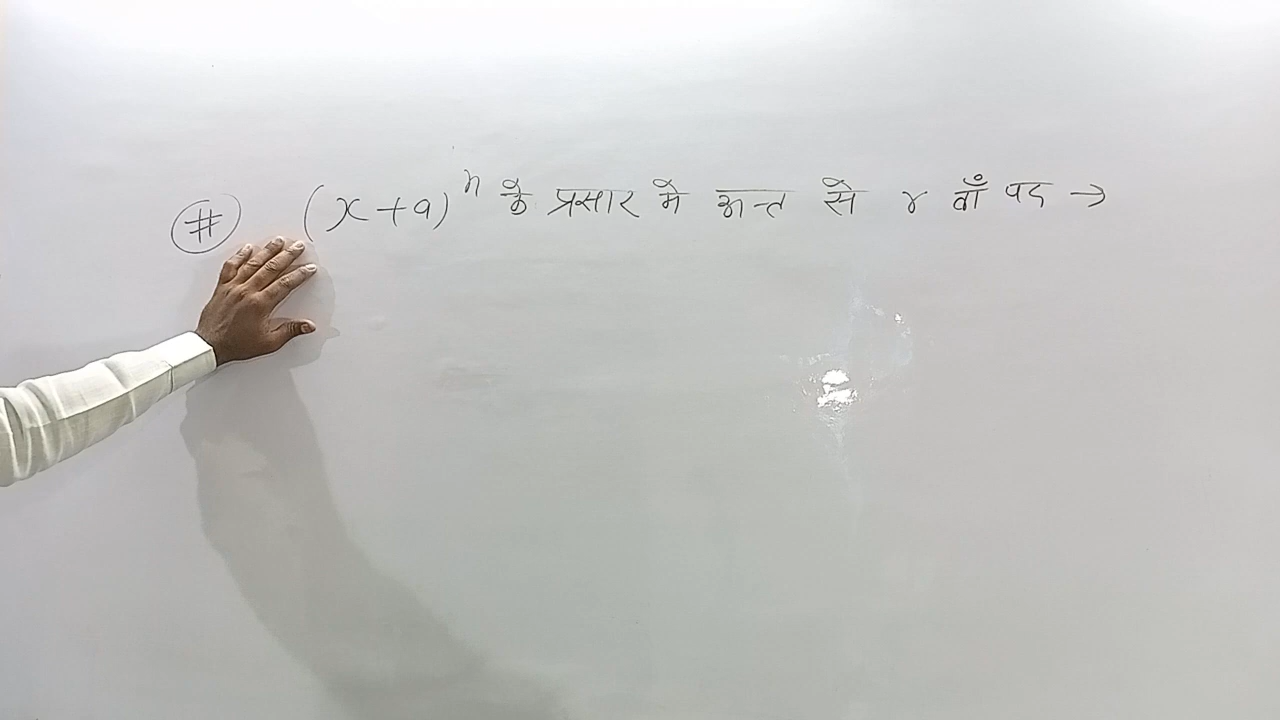 # (x+a)^n के प्रसार मे अन्त से r वाँ पद →